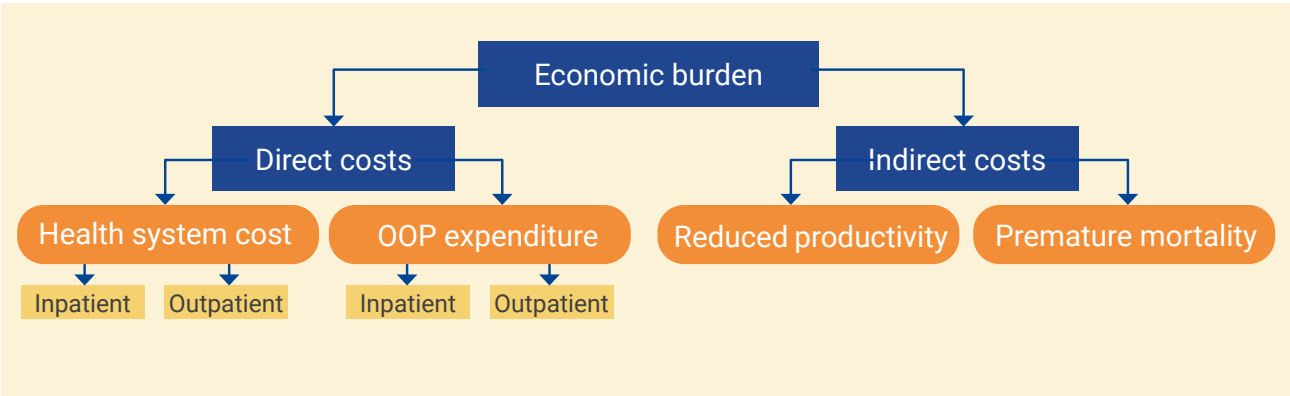 Economic burden
Direct costs
Indirect costs
Health system cost
OOP expenditure
Reduced productivity
Premature mortality
Inpatient
Outpatient
Inpatient
Outpatient